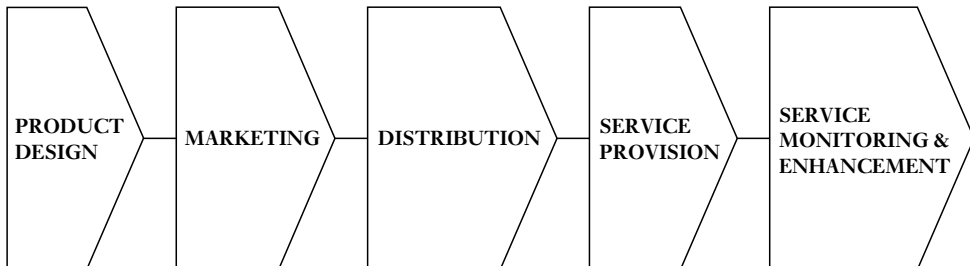 PRODUCT
DESIGN
MARKETING
DISTRIBUTION
SERVICE
PROVISION
SERVICE
MONITORING &
ENHANCEMENT